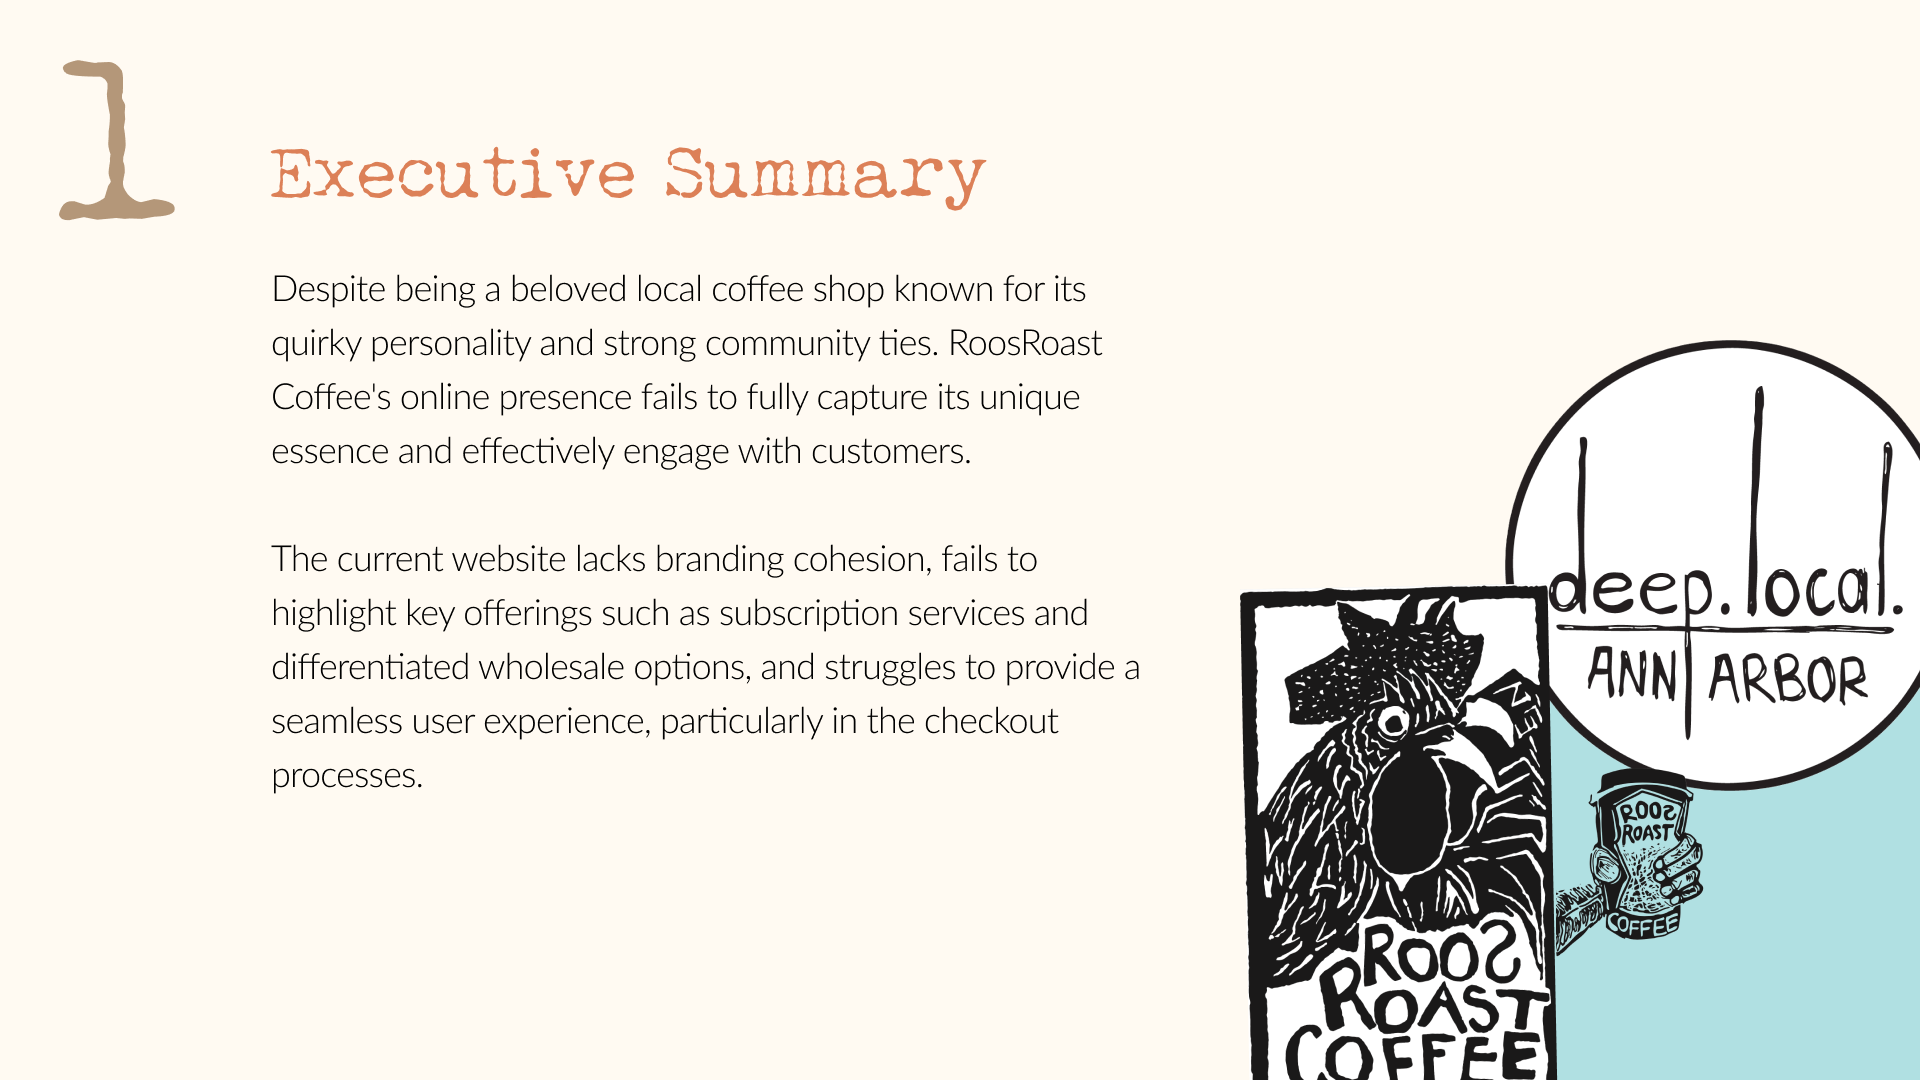 1
Executive Summary
Despite being a beloved local coffee shop known for its
quirky personality and strong community ties. RoosRoast
Coffee's online presence fails to fully capture its unique
essence and effectively engage with customers.
The current website lacks branding cohesion, fails to
highlight key offerings such as subscription services and
differentiated wholesale options, and struggles to provide a
seamless user experience, particularly in the checkout
processes.
deep.local.
ANN ARBOR
ROOS
ROAST
COFFEE
ROOS
ROAST
COFFEE